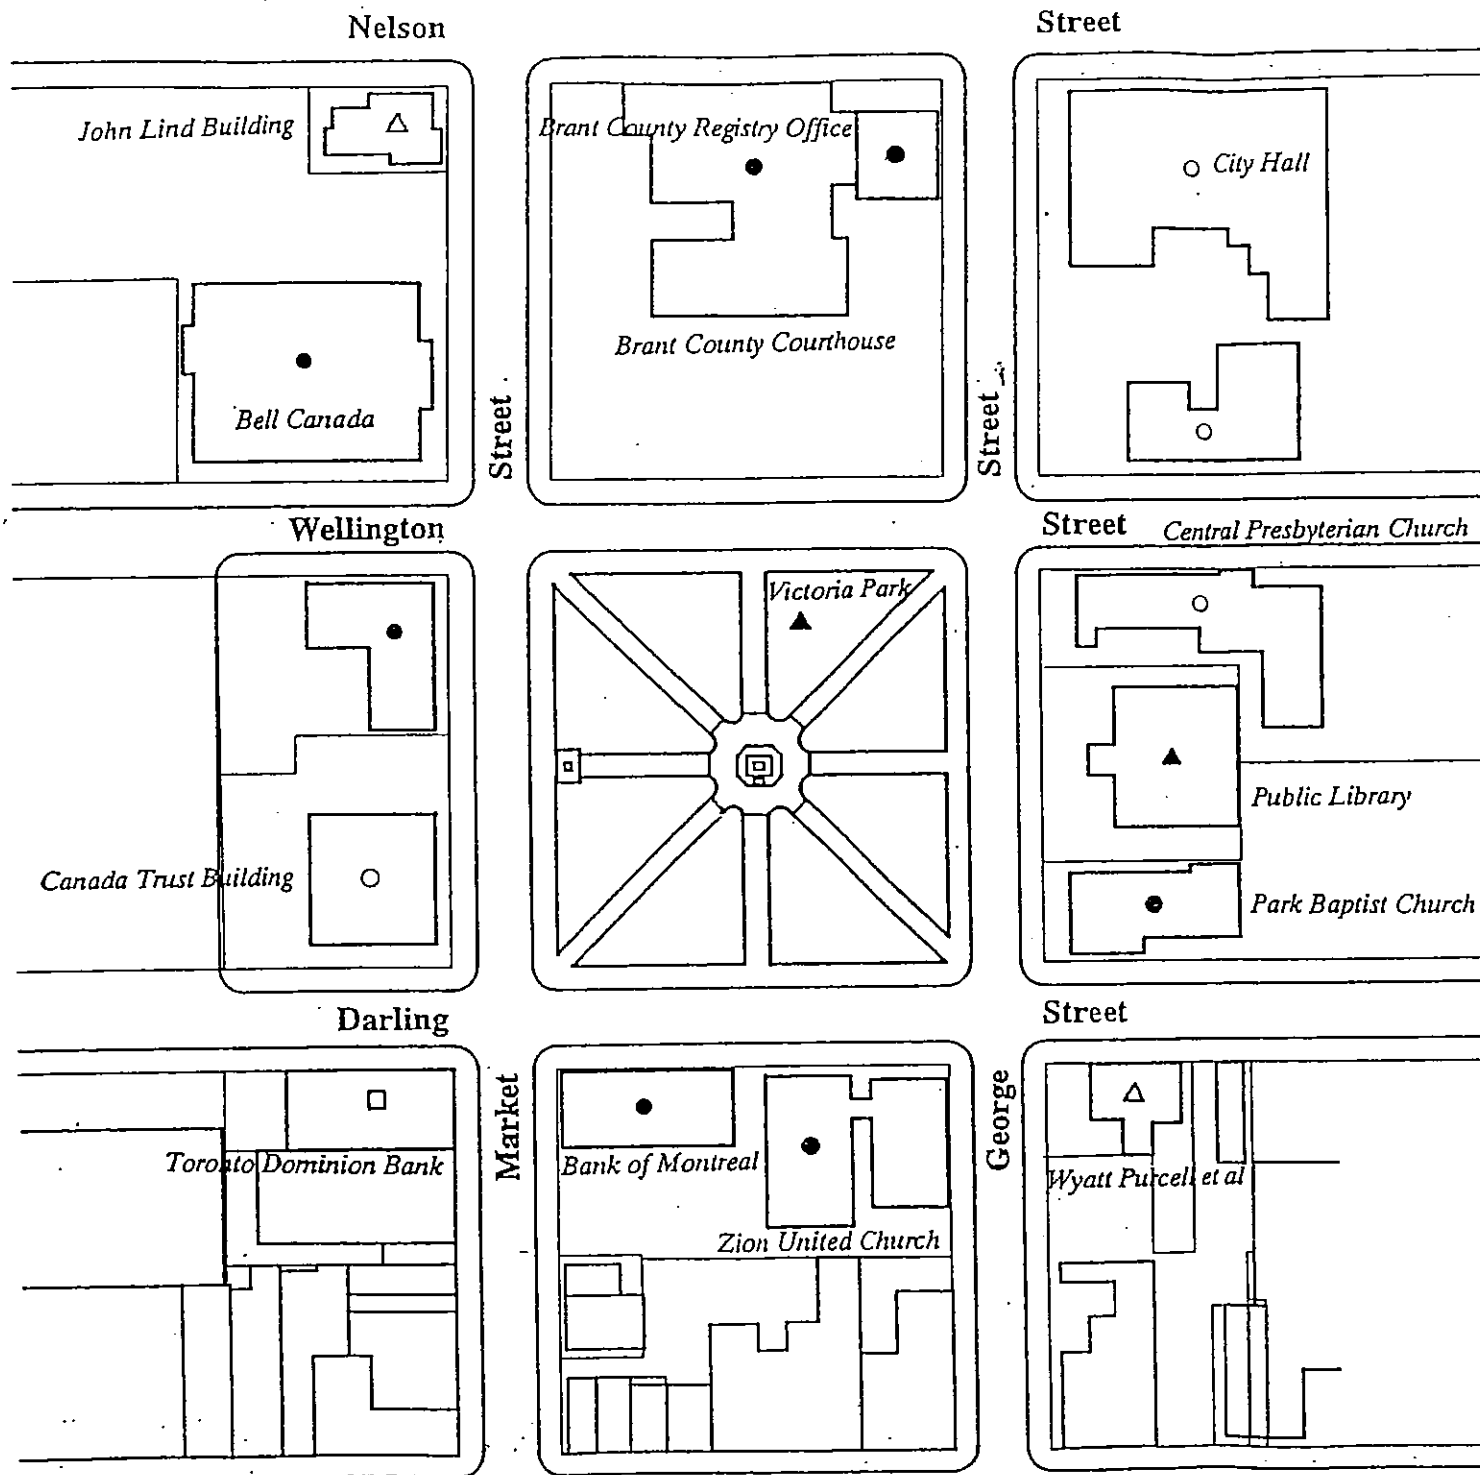 Nelson
Street
John Lind Building
Brant County Registry Office
City Hall
Brant County Courthouse
Bell Canada
Street
Street
Wellington
Street
Central Presbyterian Church
Victoria Park
Public Library
Canada Trust Building
Park Baptist Church
Darling
Street
Market
George
Toronto Dominion Bank
Bank of Montreal
Wyatt Purcell et al
Zion United Church